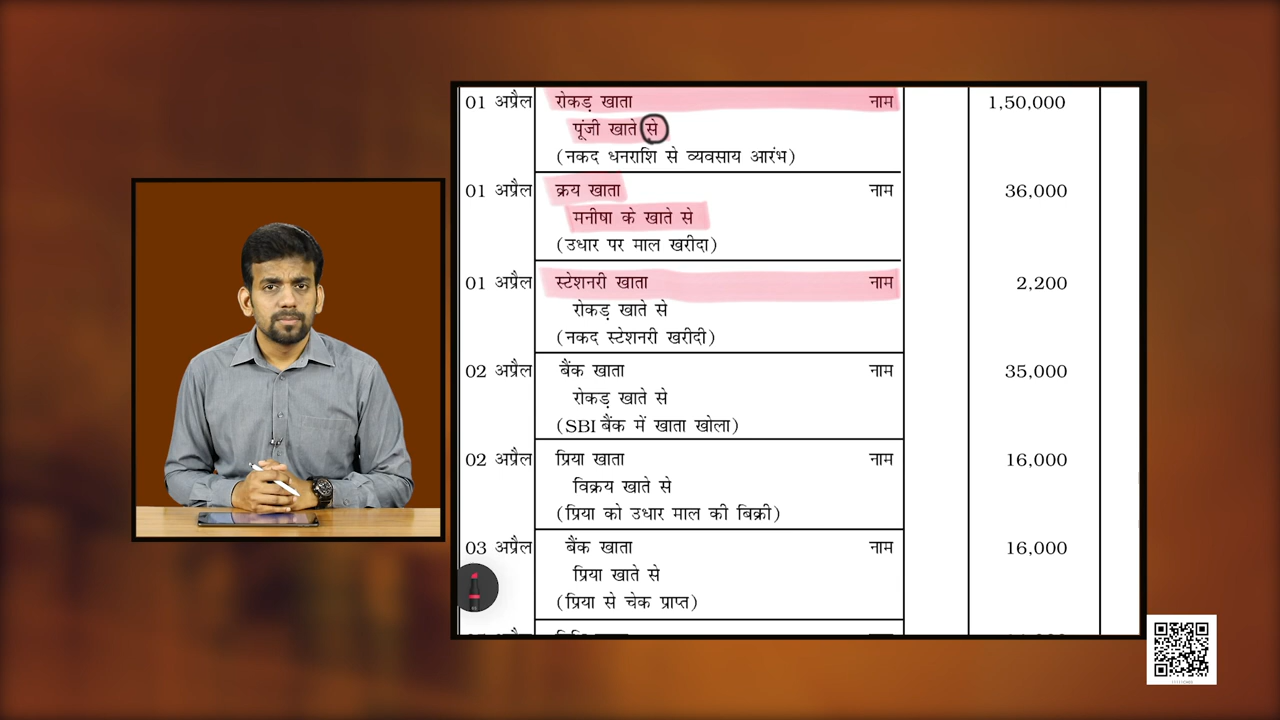 01 अप्रैल रोकड़ खाता नाम 1,50,000
पूंजी खाते से
(नकद धनराशि से व्यवसाय आरंभ)
01 अप्रैल क्रय खाता नाम 36,000
मनीषा के खाते से
(उधार पर माल खरीदा)
01 अप्रैल स्टेशनरी खाता नाम 2,200
रोकड़ खाते से
(नकद स्टेशनरी खरीदी)
02 अप्रैल बैंक खाता नाम 35,000
रोकड़ खाते से
(SBI बैंक में खाता खोला)
02 अप्रैल प्रिया खाता नाम 16,000
विक्रय खाते से
(प्रिया को उधार माल की बिक्री)
03 अप्रैल बैंक खाता नाम 16,000
प्रिया खाते से
(प्रिया से चेक प्राप्त)